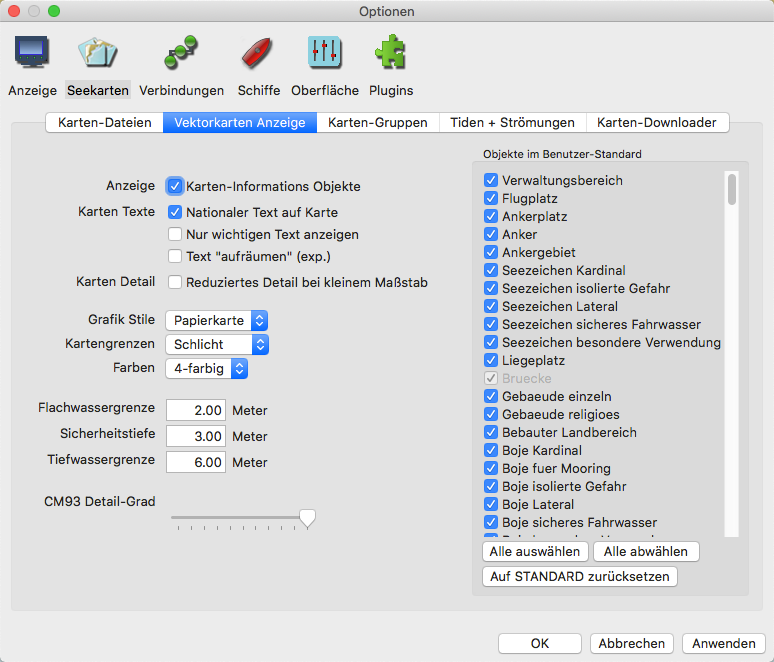 Optionen
Anzeige Seekarten Verbindungen Schiffe Oberfläche Plugins
Karten-Dateien Vektorkarten Anzeige Karten-Gruppen Tiden + Strömungen Karten-Downloader
Anzeige Karten-Informations Objekte
Karten Texte Nationaler Text auf Karte
Nur wichtigen Text anzeigen
Text "aufräumen" (exp.)
Karten Detail Reduziertes Detail bei kleinem Maßstab
Grafik Stile Papierkarte
Kartengrenzen Schlicht
Farben 4-farbig
Flachwassergrenze 2.00 Meter
Sicherheitstiefe 3.00 Meter
Tiefwassergrenze 6.00 Meter
CM93 Detail-Grad
Objekte im Benutzer-Standard
Verwaltungsbereich
Flugplatz
Ankerplatz
Anker
Ankergebiet
Seezeichen Kardinal
Seezeichen isolierte Gefahr
Seezeichen Lateral
Seezeichen sicheres Fahrwasser
Seezeichen besondere Verwendung
Liegeplatz
Bruecke
Gebaeude einzeln
Gebaeude religioes
Bebauter Landbereich
Boje Kardinal
Boje fuer Mooring
Boje isolierte Gefahr
Boje Lateral
Boje sicheres Fahrwasser
Alle auswählen Alle abwählen
Auf STANDARD zurücksetzen
OK Abbrechen Anwenden